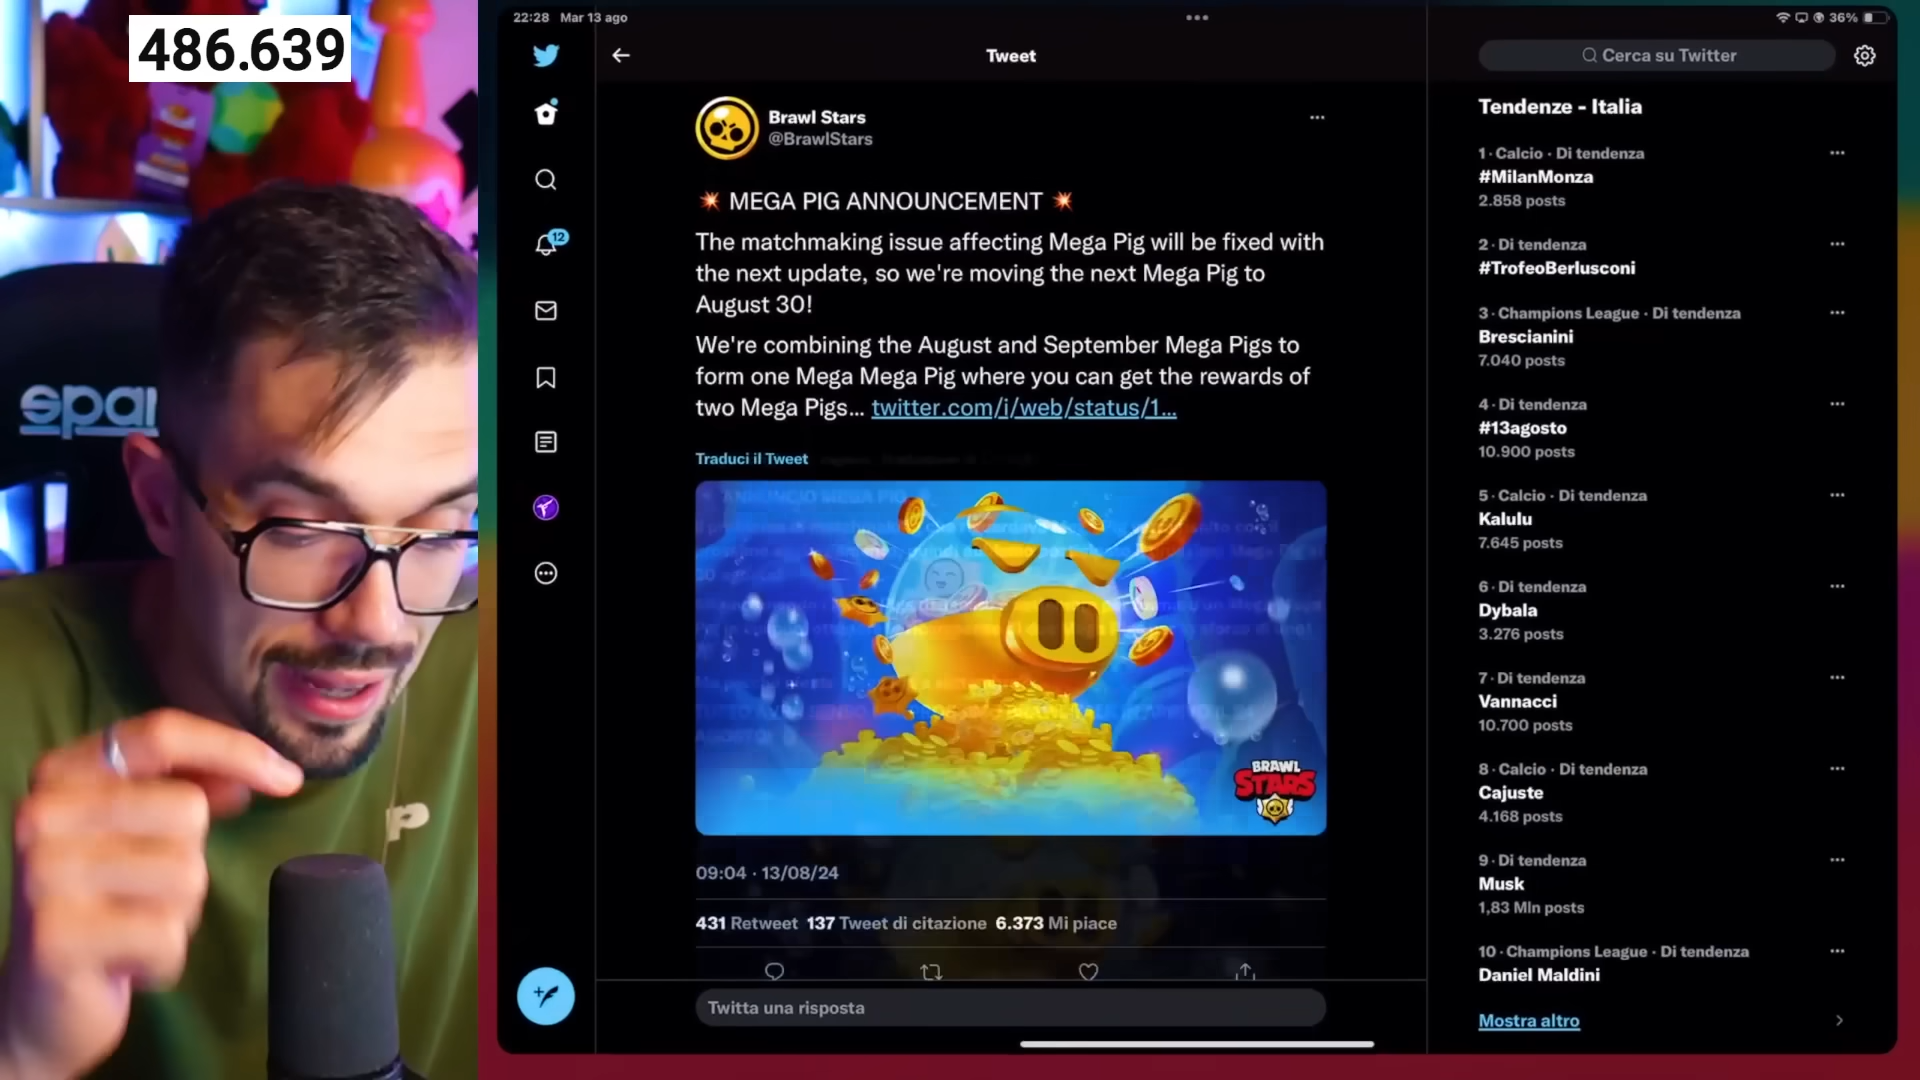 486.639
22:28 Mar 13 ago
36%
Tweet
Cerca su Twitter
Brawl Stars
@BrawlStars
💥 MEGA PIG ANNOUNCEMENT 💥
The matchmaking issue affecting Mega Pig will be fixed with
the next update, so we're moving the next Mega Pig to
August 30!
We're combining the August and September Mega Pigs to
form one Mega Mega Pig where you can get the rewards of
two Mega Pigs... twitter.com/i/web/status/1...
Traduci il Tweet
BRAWL
STARS
09:04 · 13/08/24
431 Retweet 137 Tweet di citazione 6.373 Mi piace
Twitta una risposta
12
Tendenze - Italia
1 · Calcio · Di tendenza
#MilanMonza
2.858 posts
2 · Di tendenza
#TrofeoBerlusconi
3 · Champions League · Di tendenza
Brescianini
7.040 posts
4 · Di tendenza
#13agosto
10.900 posts
5 · Calcio · Di tendenza
Kalulu
7.645 posts
6 · Di tendenza
Dybala
3.276 posts
7 · Di tendenza
Vannacci
10.700 posts
8 · Calcio · Di tendenza
Cajuste
4.168 posts
9 · Di tendenza
Musk
1,83 Mln posts
10 · Champions League · Di tendenza
Daniel Maldini
Mostra altro